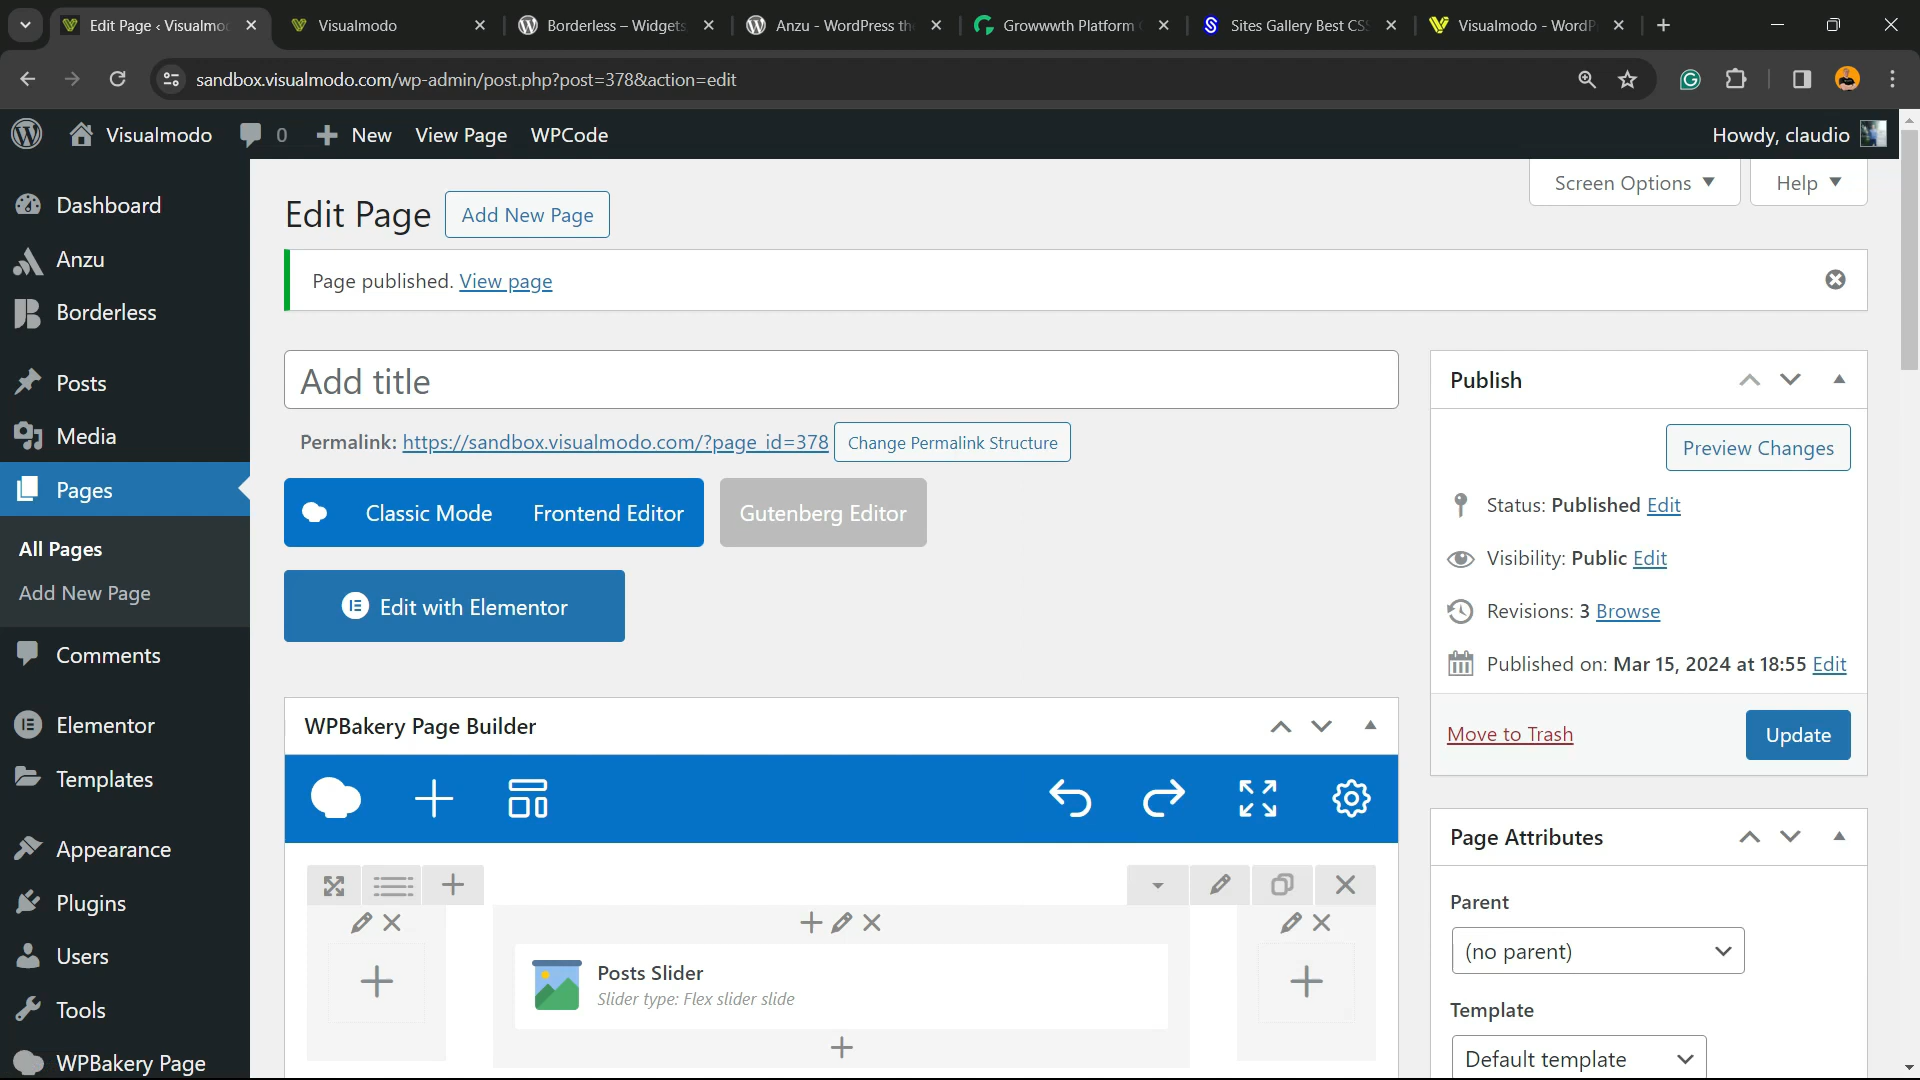 Edit Page ‹ Visualmo
Visualmodo
Borderless – Widgets
Anzu - WordPress th
Growwwth Platform
Sites Gallery Best CSS
Visualmodo - WordP
sandbox.visualmodo.com/wp-admin/post.php?post=378&action=edit
Visualmodo
0
New
View Page
WPCode
Howdy, claudio
Dashboard
Anzu
Borderless
Posts
Media
Pages
All Pages
Add New Page
Comments
Elementor
Templates
Appearance
Plugins
Users
Tools
WPBakery Page
Screen Options
Help
Edit Page
Add New Page
Page published. View page
Add title
Permalink: https://sandbox.visualmodo.com/?page_id=378
Change Permalink Structure
Classic Mode
Frontend Editor
Gutenberg Editor
Edit with Elementor
WPBakery Page Builder
Posts Slider
Slider type: Flex slider slide
Publish
Preview Changes
Status: Published Edit
Visibility: Public Edit
Revisions: 3 Browse
Published on: Mar 15, 2024 at 18:55 Edit
Move to Trash
Update
Page Attributes
Parent
(no parent)
Template
Default template